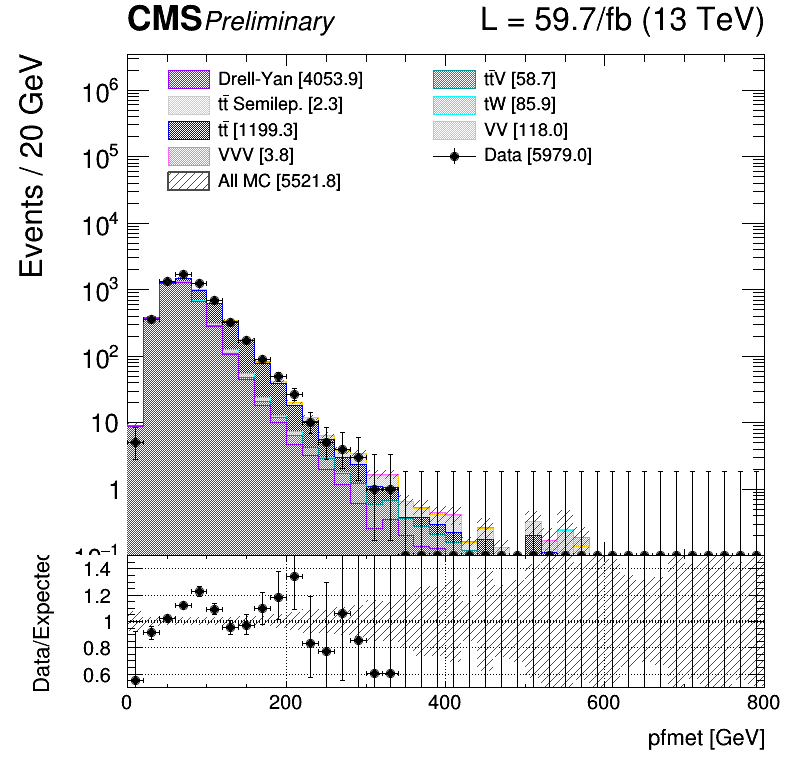 CMS Preliminary L = 59.7/fb (13 TeV)
Events / 20 GeV
Drell-Yan [4053.9]
tt̄ Semilep. [2.3]
tt̄ [1199.3]
VVV [3.8]
All MC [5521.8]
tt̄V [58.7]
tW [85.9]
VV [118.0]
Data [5979.0]
10⁶
10⁵
10⁴
10³
10²
10
1
10⁻¹
Data/Expected
1.4
1.2
1
0.8
0.6
0 200 400 600 800
pfmet [GeV]